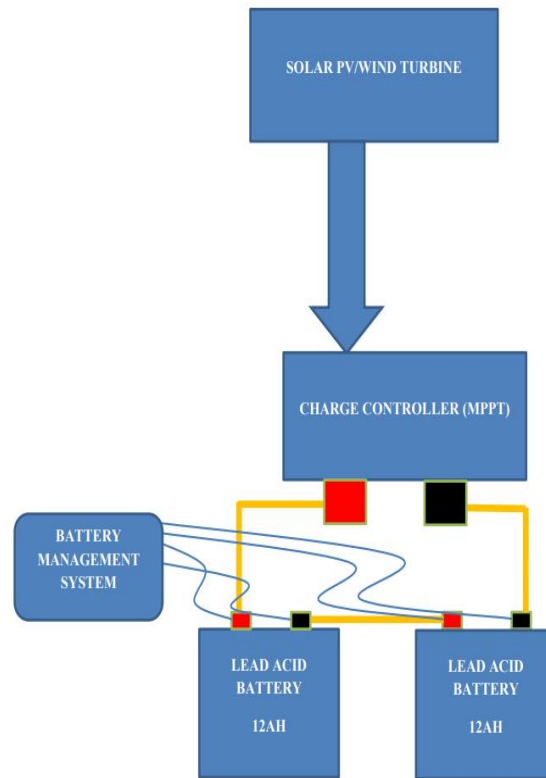 SOLAR PV/WIND TURBINE
CHARGE CONTROLLER (MPPT)
BATTERY
MANAGEMENT
SYSTEM
LEAD ACID
BATTERY
12AH
LEAD ACID
BATTERY
12AH